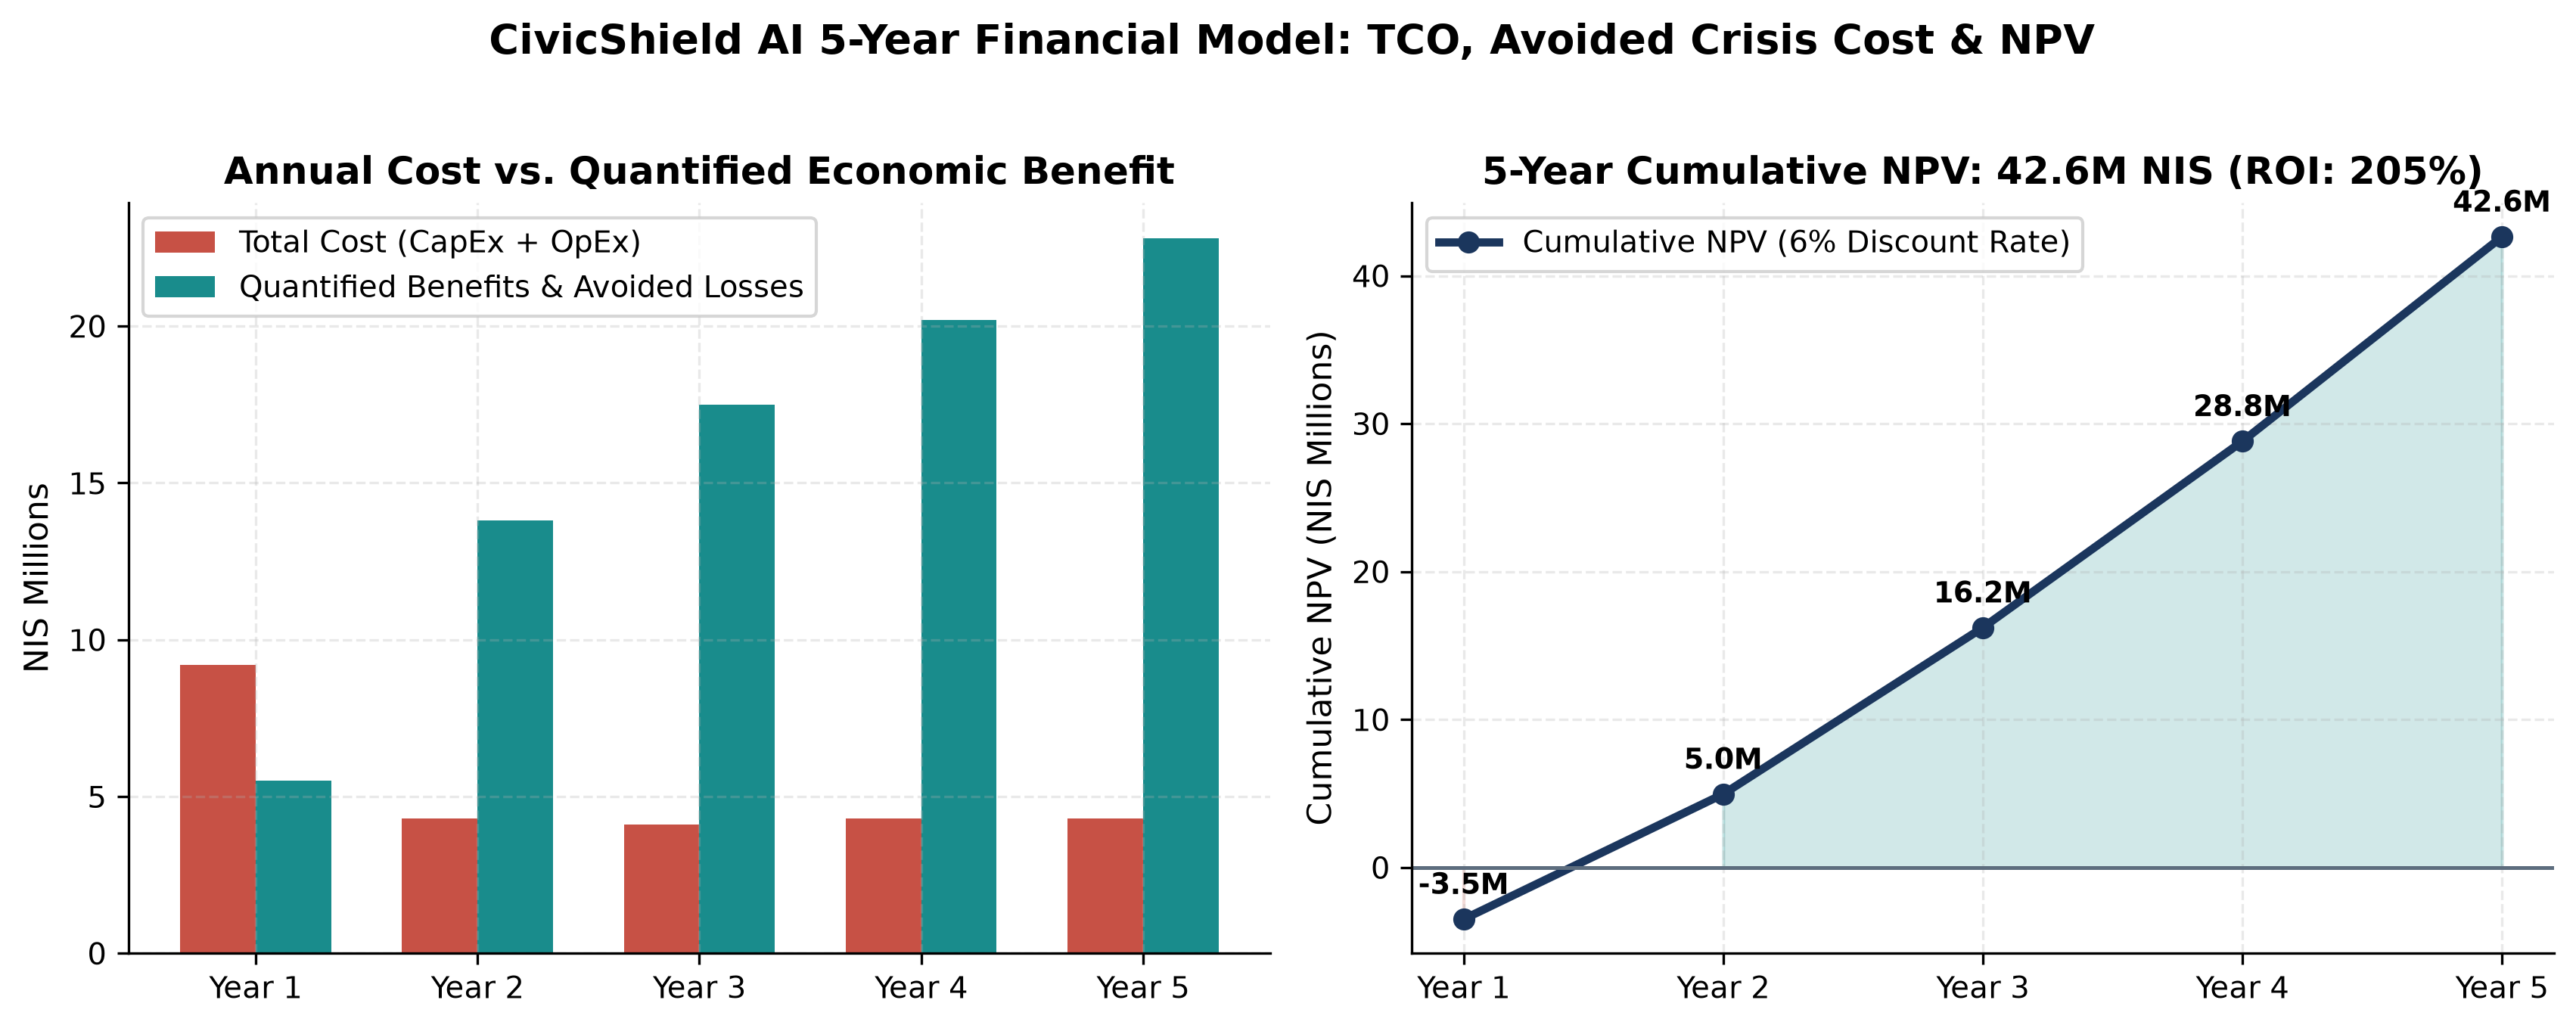 CivicShield AI 5-Year Financial Model: TCO, Avoided Crisis Cost & NPV
Annual Cost vs. Quantified Economic Benefit
Total Cost (CapEx + OpEx)
Quantified Benefits & Avoided Losses
NIS Millions
20
15
10
5
0
Year 1
Year 2
Year 3
Year 4
Year 5
5-Year Cumulative NPV: 42.6M NIS (ROI: 205%)
Cumulative NPV (6% Discount Rate)
Cumulative NPV (NIS Millions)
40
30
20
10
0
-3.5M
5.0M
16.2M
28.8M
42.6M
Year 1
Year 2
Year 3
Year 4
Year 5